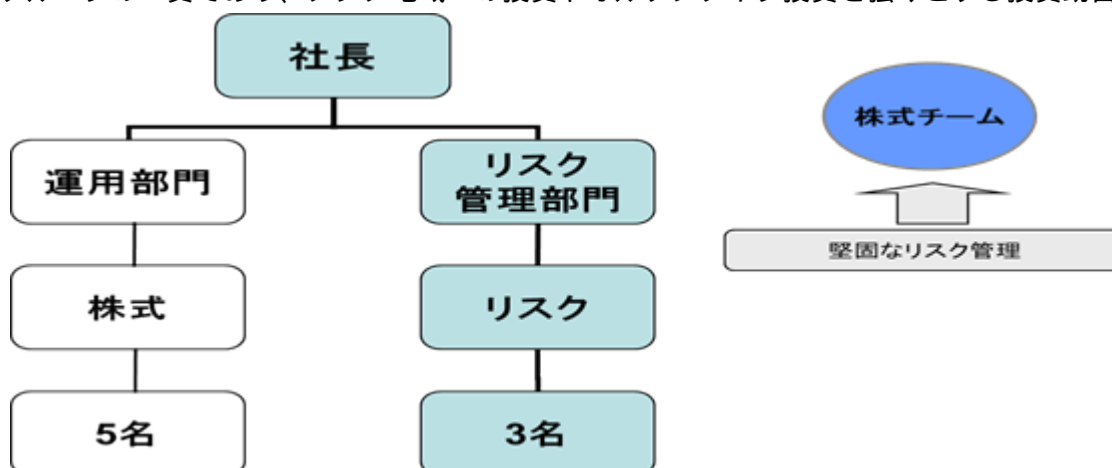 社長
運用部門
リスク
管理部門
株式
リスク
5名
3名
株式チーム
堅固なリスク管理